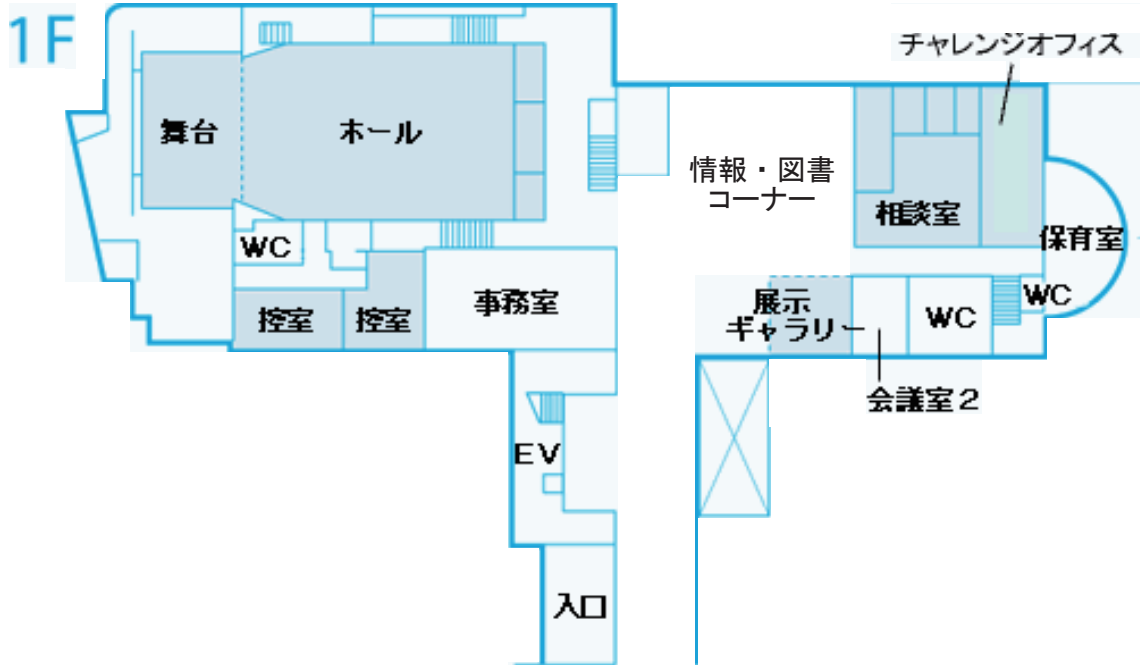 1F
チャレンジオフィス
舞台
ホール
情報・図書
コーナー
相談室
保育室
WC
事務室
控室
控室
展示
ギャラリー
WC
WC
会議室2
EV
入口